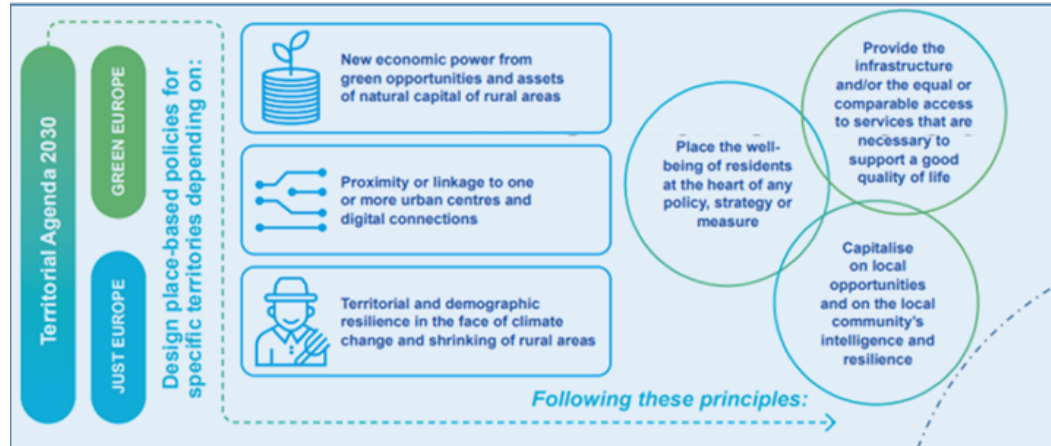 Territorial Agenda 2030
GREEN EUROPE
JUST EUROPE
Design place-based policies for
specific territories depending on:
New economic power from
green opportunities and assets
of natural capital of rural areas
Proximity or linkage to one
or more urban centres and
digital connections
Territorial and demographic
resilience in the face of climate
change and shrinking of rural areas
Following these principles:
Place the well-
being of residents
at the heart of any
policy, strategy or
measure
Provide the
infrastructure
and/or the equal or
comparable access
to services that are
necessary to
support a good
quality of life
Capitalise
on local
opportunities
and on the local
community's
intelligence and
resilience